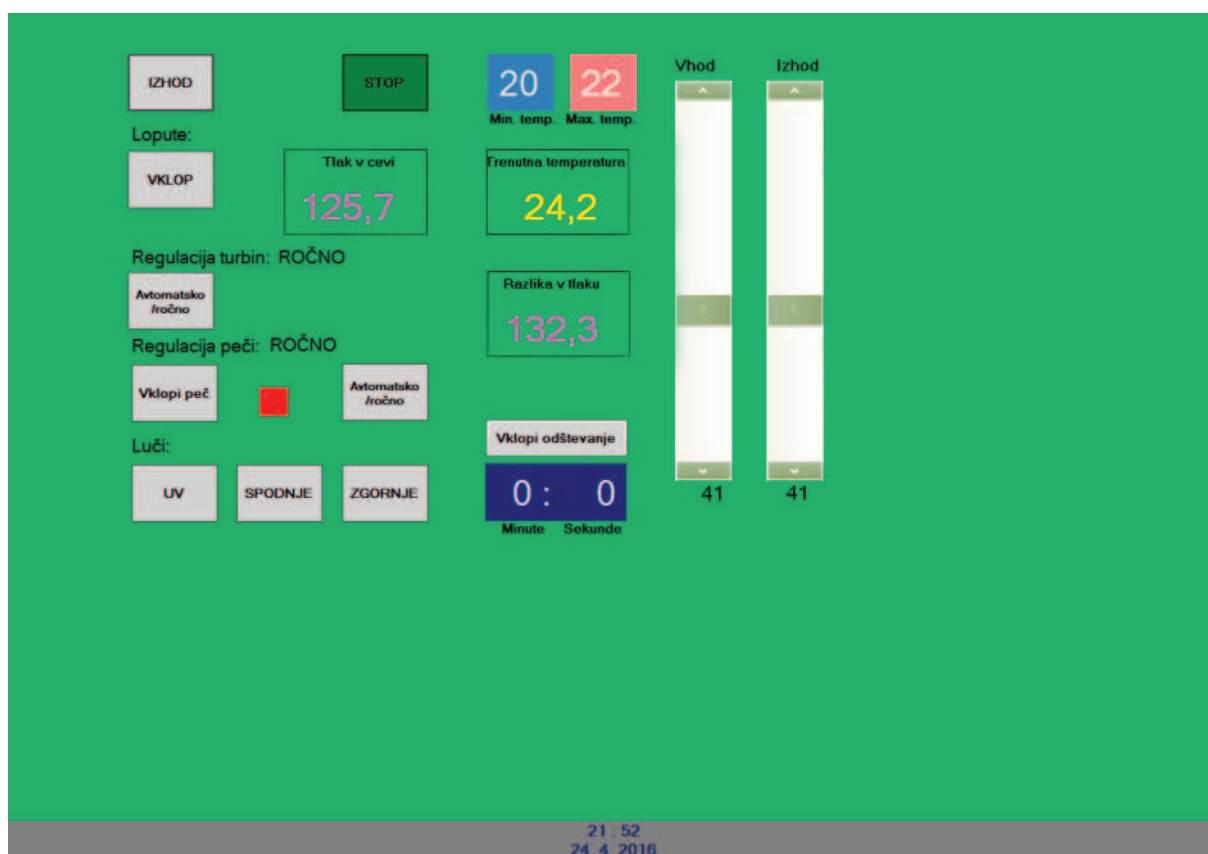 IZHOD
STOP
20
22
Min. temp.
Max. temp.
Vhod
Izhod
Lopute:
VKLOP
Tlak v cevi
125,7
Trenutna temperatura
24,2
Regulacija turbin: ROČNO
Avtomatsko
/ročno
Razlika v tlaku
132,3
Regulacija peči: ROČNO
Vklopi peč
Avtomatsko
/ročno
Luči:
UV
SPODNJE
ZGORNJE
Vklopi odštevanje
0 : 0
Minute
Sekunde
41
41
21 : 52
24 4 2016